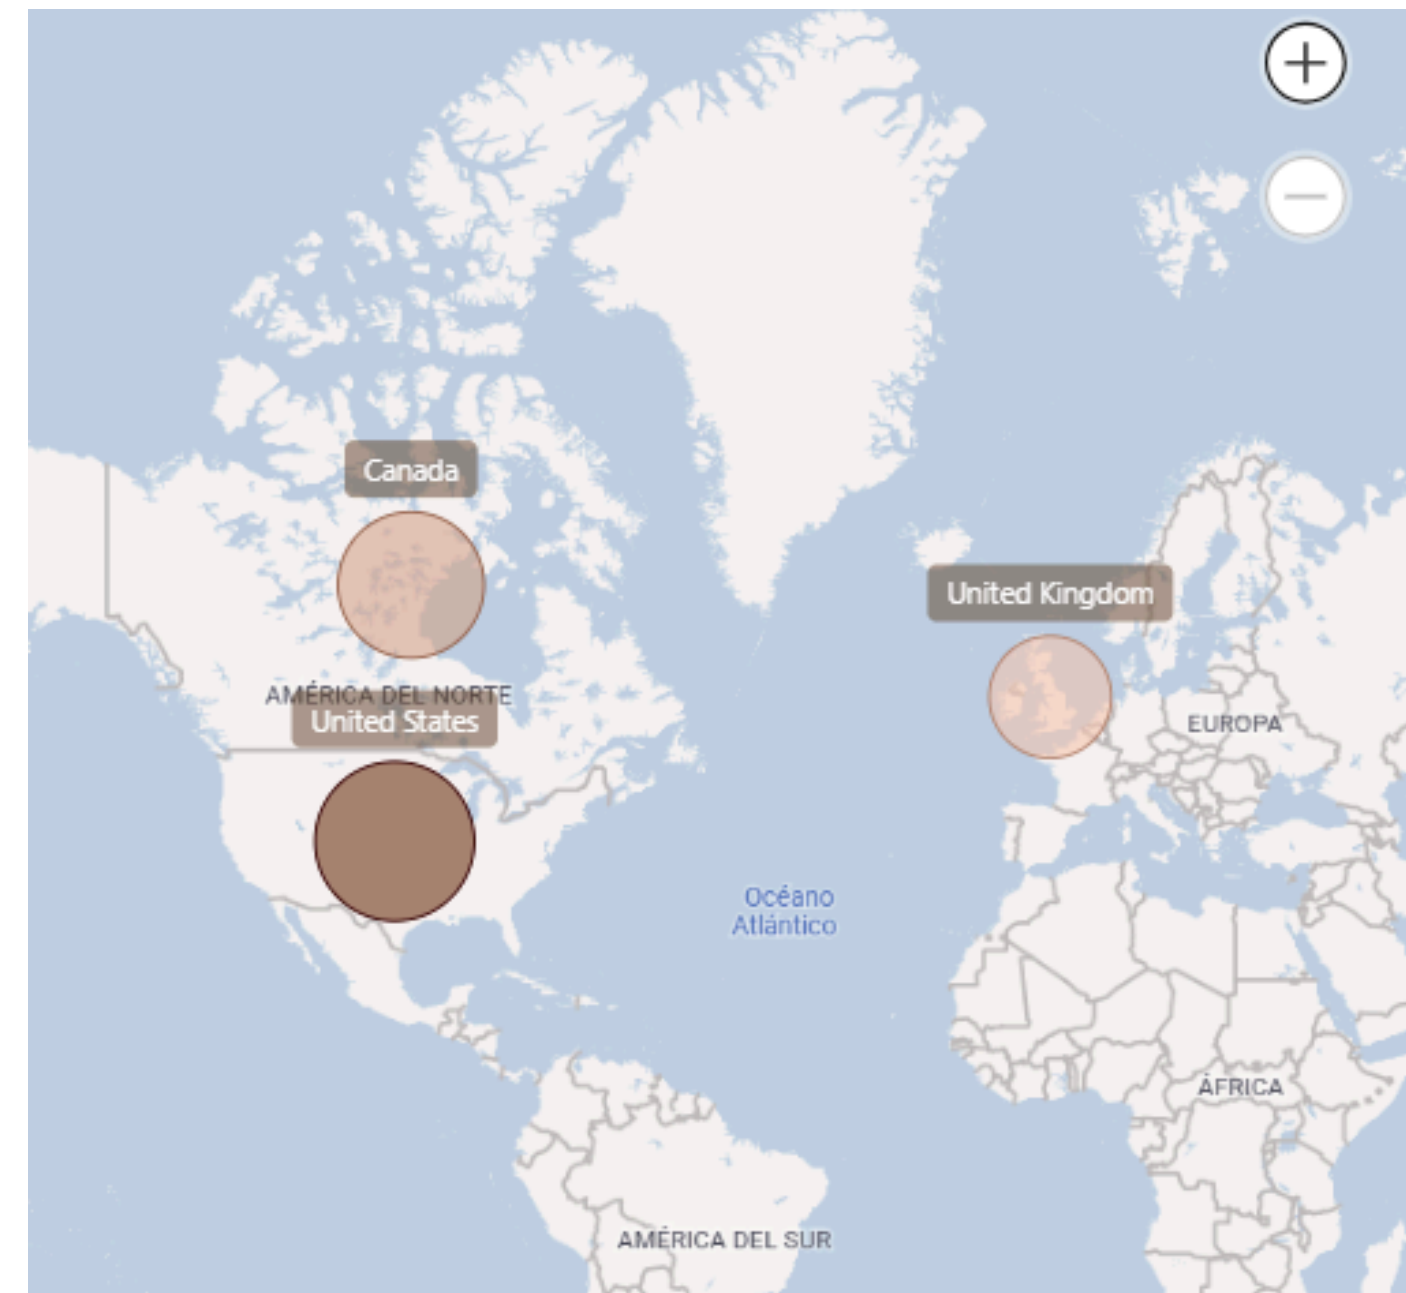 Canada
United Kingdom
AMÉRICA DEL NORTE
United States
EUROPA
Océano
Atlántico
ÁFRICA
AMÉRICA DEL SUR